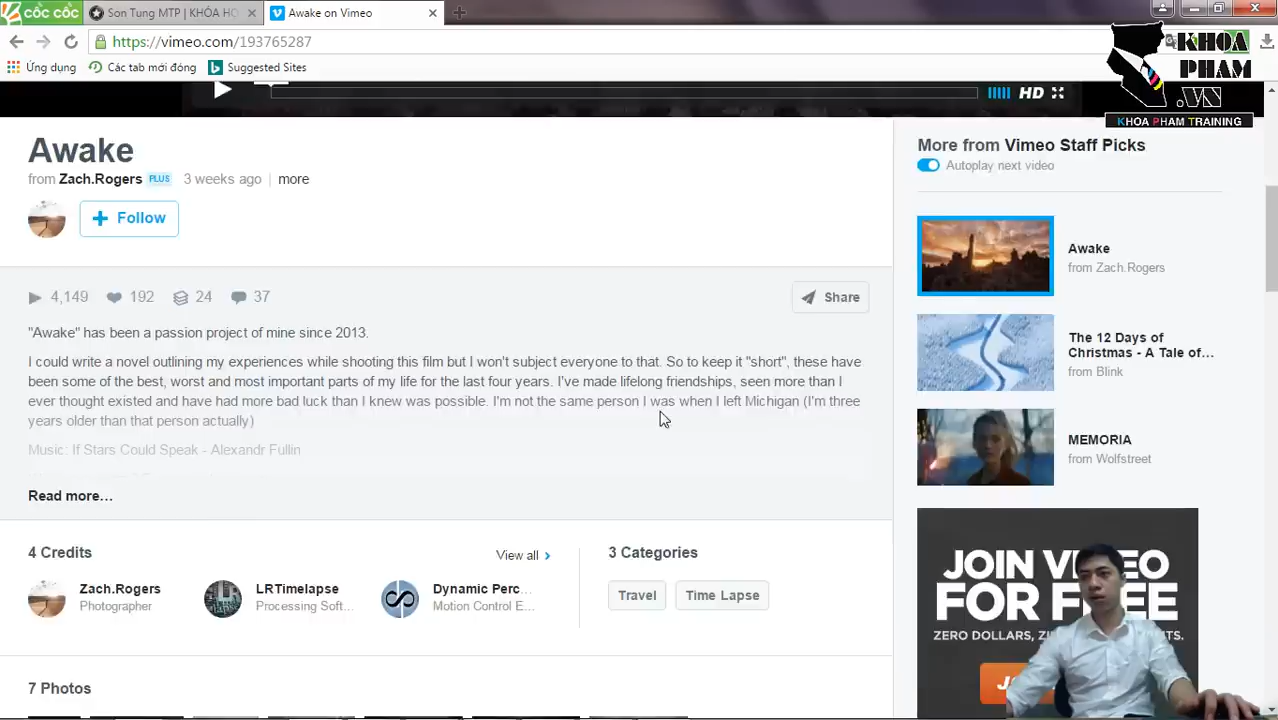 cốc cốc
Son Tung MTP | KHÓA HỌ
Awake on Vimeo
https://vimeo.com/193765287
Ứng dụng
Các tab mới đóng
Suggested Sites
KHOA
PHAM
.VS
KHOA PHAM TRAINING
HD
Awake
from Zach.Rogers PLUS 3 weeks ago more
+ Follow
4,149 192 24 37
Share
"Awake" has been a passion project of mine since 2013.
I could write a novel outlining my experiences while shooting this film but I won't subject everyone to that. So to keep it "short", these have
been some of the best, worst and most important parts of my life for the last four years. I've made lifelong friendships, seen more than I
ever thought existed and have had more bad luck than I knew was possible. I'm not the same person I was when I left Michigan (I'm three
years older than that person actually)
Music: If Stars Could Speak - Alexandr Fullin
Read more…
4 Credits
View all
Zach.Rogers
Photographer
LRTimelapse
Processing Soft...
Dynamic Perc...
Motion Control E...
3 Categories
Travel
Time Lapse
7 Photos
More from Vimeo Staff Picks
Autoplay next video
Awake
from Zach.Rogers
The 12 Days of
Christmas - A Tale of...
from Blink
MEMORIA
from Wolfstreet
JOIN
FOR
ZERO DOLLARS,